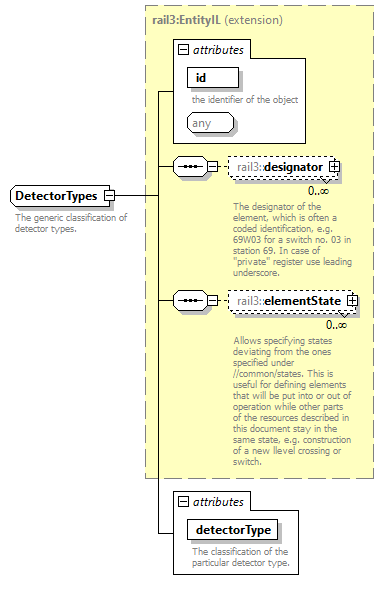 rail3:EntityIL (extension)
attributes
id
the identifier of the object
any
rail3::designator
0..∞
The designator of the
element, which is often a
coded identification, e.g.
69W03 for a switch no. 03 in
station 69. In case of
"private" register use leading
underscore.
DetectorTypes
The generic classification of
detector types.
rail3::elementState
0..∞
Allows specifying states
deviating from the ones
specified under
//common/states. This is
useful for defining elements
that will be put into or out of
operation while other parts
of the resources described in
this document stay in the
same state, e.g. construction
of a new llevel crossing or
switch.
attributes
detectorType
The classification of the
particular detector type.